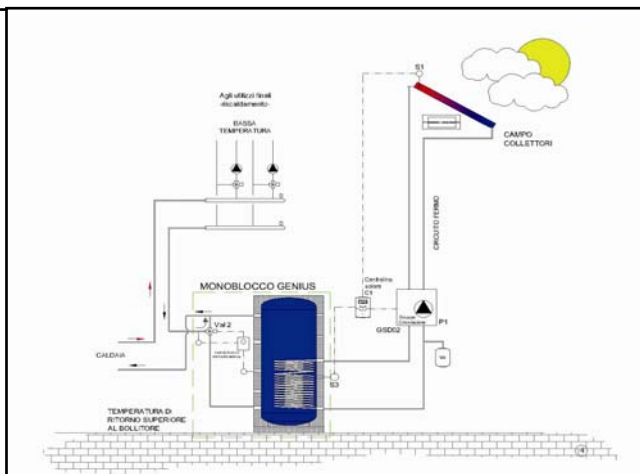 S1
Agli utilizzi finali
-riscaldamento-
BASSA
TEMPERATURA
CAMPO
COLLETTORI
CIRCUITO FERMO
MONOBLOCCO GENIUS
Centralina
solare
C1
P1
GSD02
Val 2
S3
CALDAIA
TEMPERATURA DI
RITORNO SUPERIORE
AL BOLLITORE